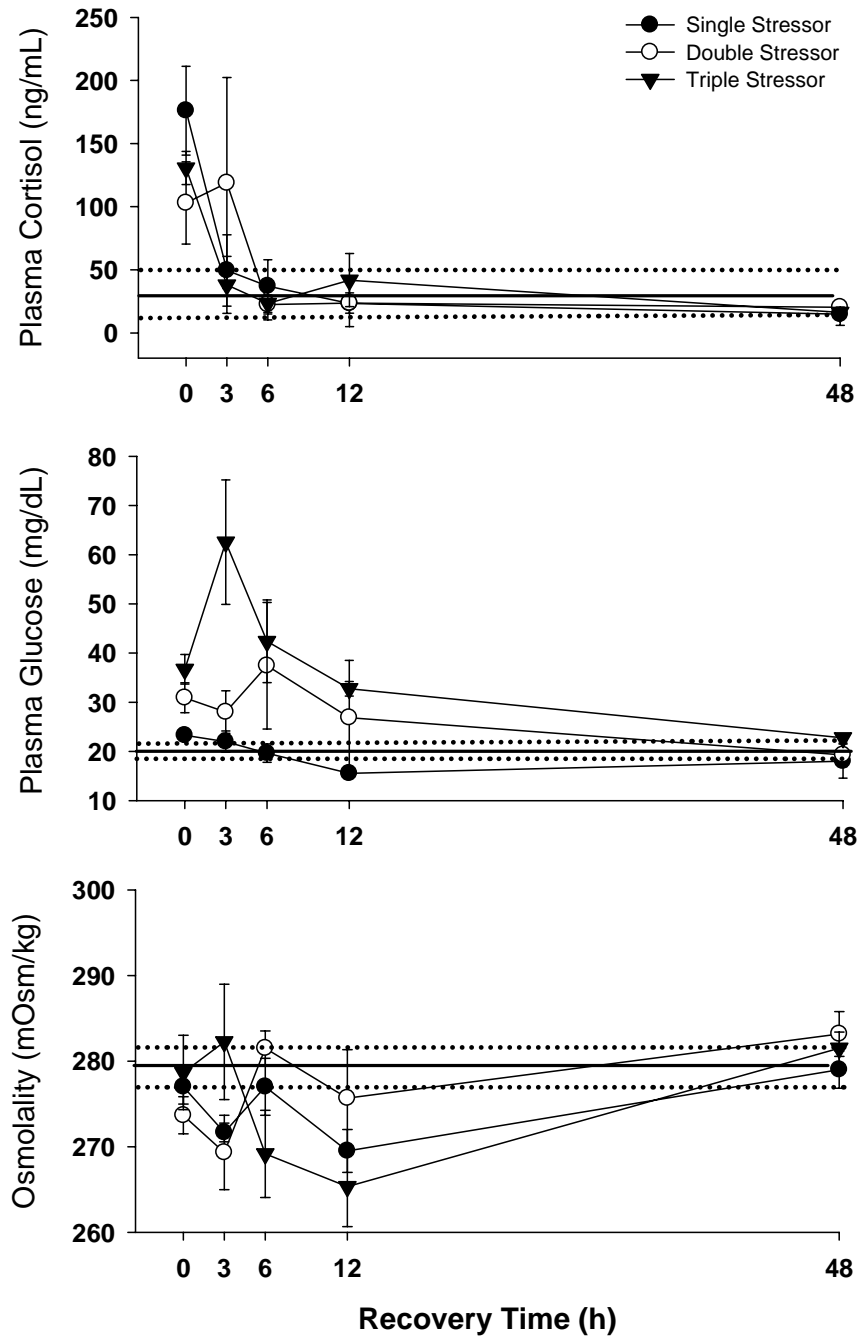 250
200
150
100
50
0
Plasma Cortisol (ng/mL)
Single Stressor
Double Stressor
Triple Stressor
0 3 6 12 48
80
70
60
50
40
30
20
10
Plasma Glucose (mg/dL)
0 3 6 12 48
300
290
280
270
260
Osmolality (mOsm/kg)
0 3 6 12 48
Recovery Time (h)